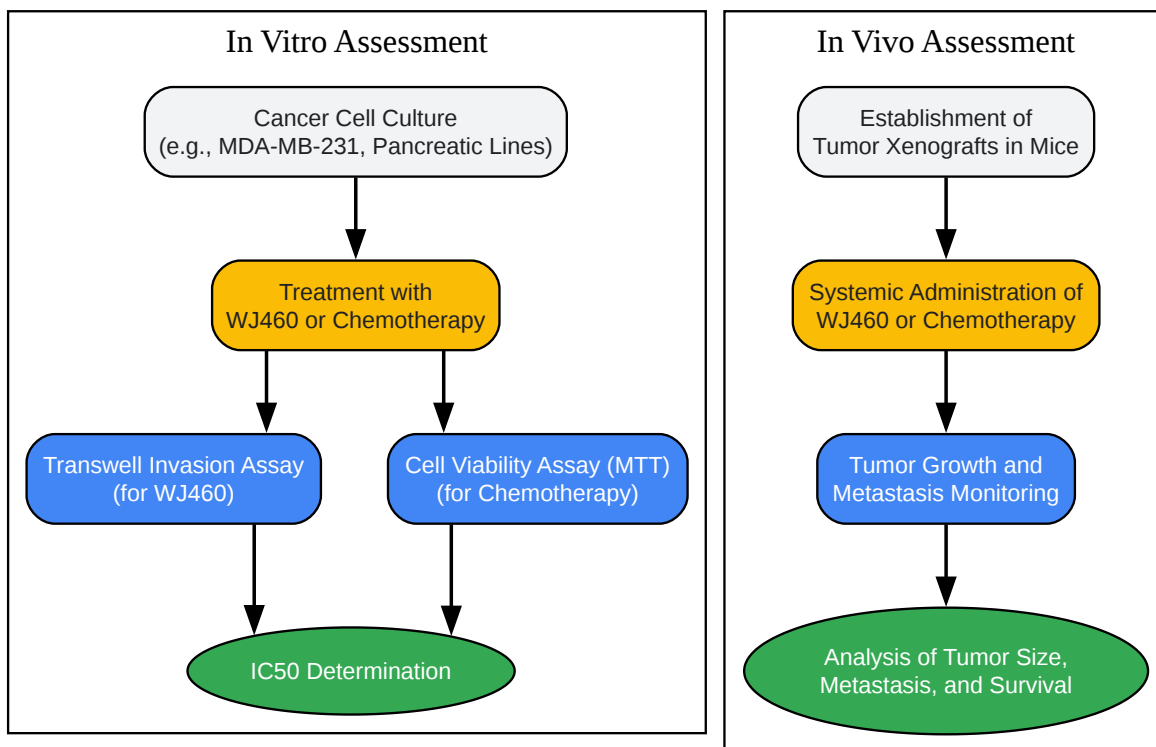 In Vitro Assessment
Cancer Cell Culture
(e.g., MDA-MB-231, Pancreatic Lines)
Treatment with
WJ460 or Chemotherapy
Transwell Invasion Assay
(for WJ460)
Cell Viability Assay (MTT)
(for Chemotherapy)
IC50 Determination
In Vivo Assessment
Establishment of
Tumor Xenografts in Mice
Systemic Administration of
WJ460 or Chemotherapy
Tumor Growth and
Metastasis Monitoring
Analysis of Tumor Size,
Metastasis, and Survival